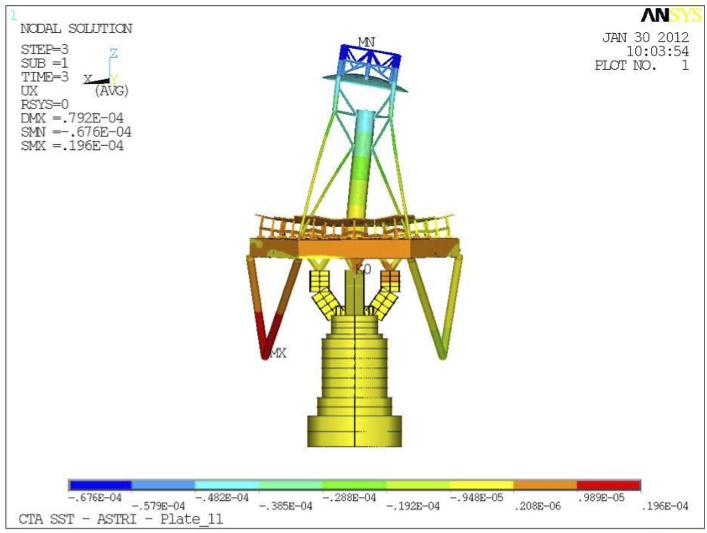 1
ANSYS
NODAL SOLUTION
JAN 30 2012
10:03:54
PLOT NO. 1
STEP=3
SUB =1
TIME=3
UX (AVG)
RSYS=0
DMX =.792E-04
SMN =-.676E-04
SMX =.196E-04
Z
X Y
MN
MX
-.676E-04 -.482E-04 -.288E-04 -.948E-05 .989E-05
-.579E-04 -.385E-04 -.192E-04 .208E-06 .196E-04
CTA SST - ASTRI - Plate_11